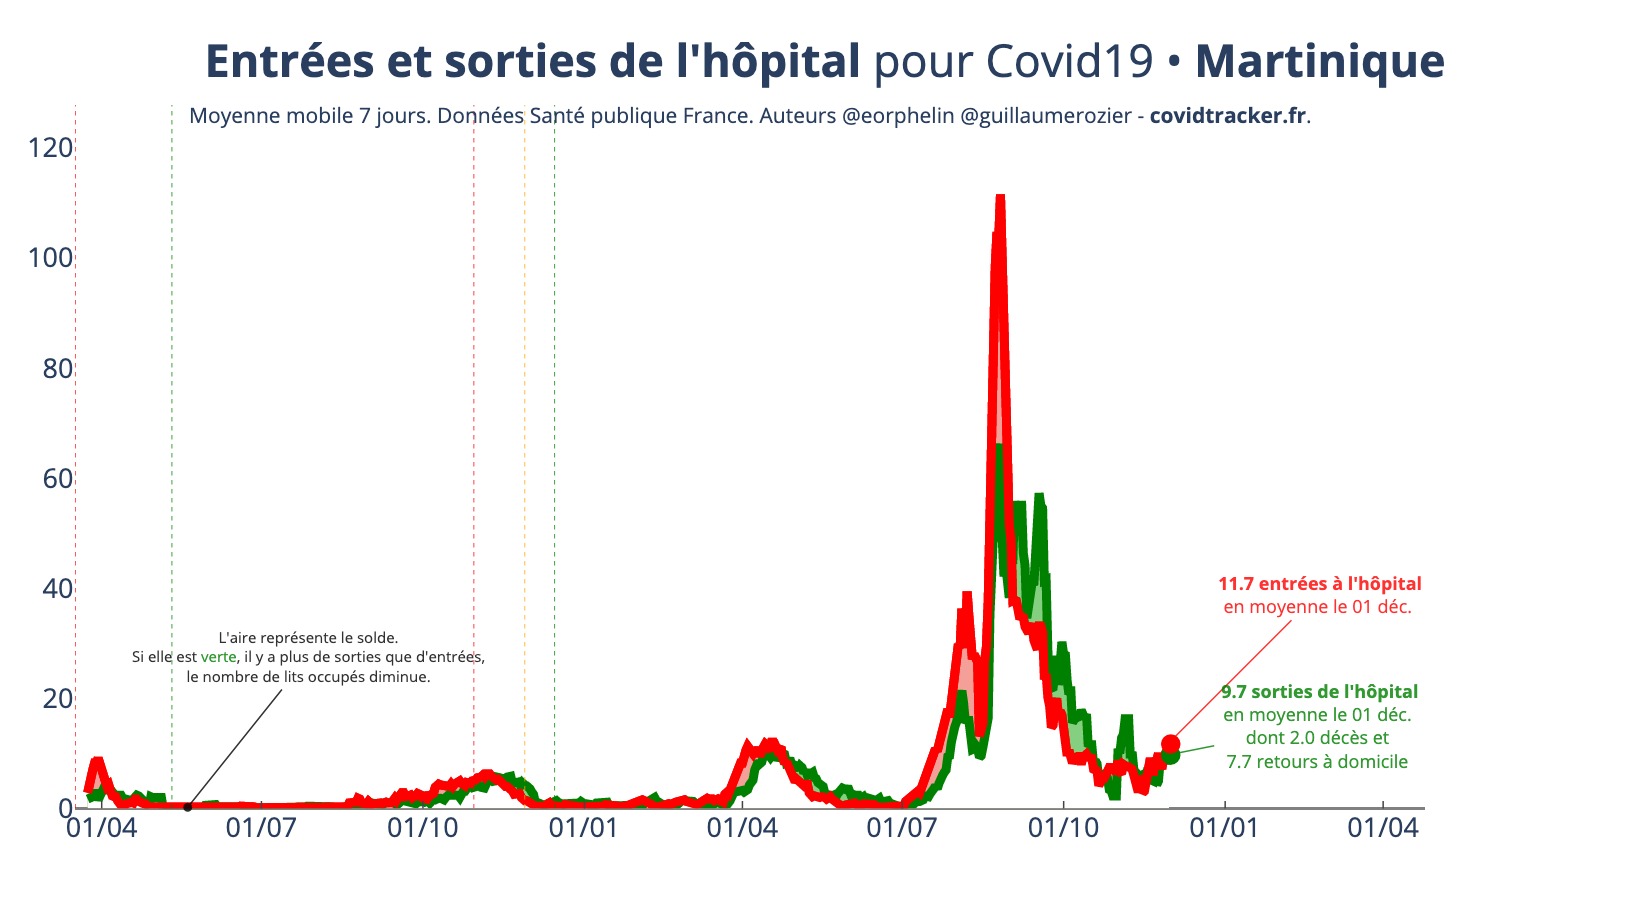 Entrées et sorties de l'hôpital pour Covid19 • Martinique
Moyenne mobile 7 jours. Données Santé publique France. Auteurs @eorphelin @guillaumerozier - covidtracker.fr.
120
100
80
60
40
20
0
11.7 entrées à l'hôpital
en moyenne le 01 déc.
L'aire représente le solde.
Si elle est verte, il y a plus de sorties que d'entrées,
le nombre de lits occupés diminue.
9.7 sorties de l'hôpital
en moyenne le 01 déc.
dont 2.0 décès et
7.7 retours à domicile
01/04 01/07 01/10 01/01 01/04 01/07 01/10 01/01 01/04